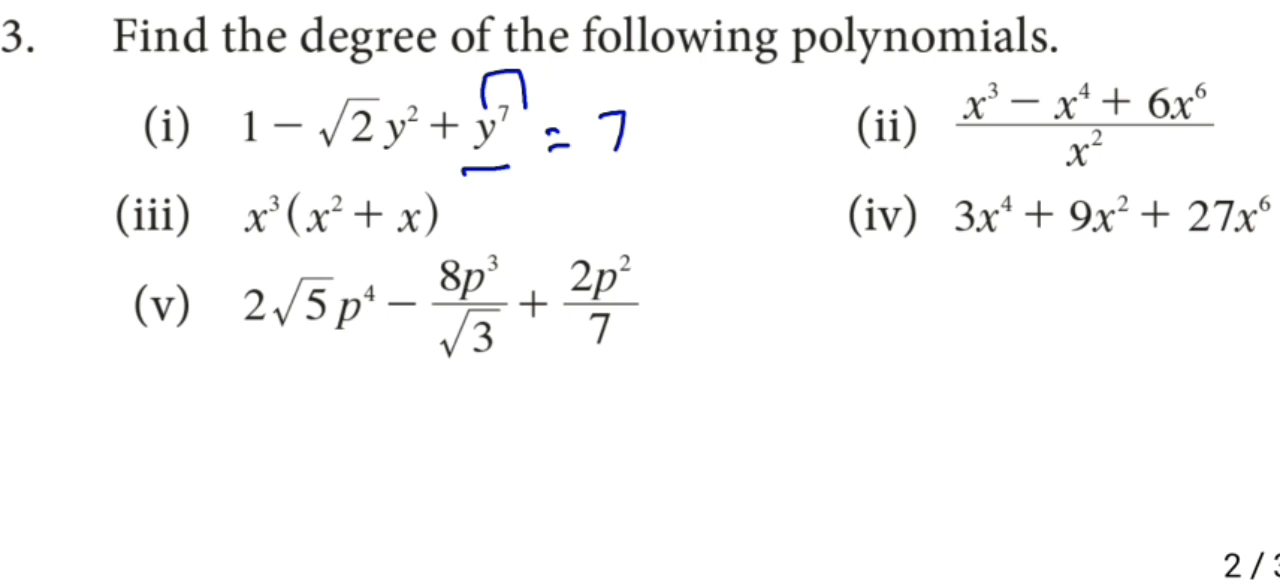 3. Find the degree of the following polynomials.
(i) 1 − √2 y² + y⁷ = 7 (ii) (x³ − x⁴ + 6x⁶)/x²
(iii) x³(x² + x) (iv) 3x⁴ + 9x² + 27x⁶
(v) 2√5 p⁴ − 8p³/√3 + 2p²/7
2 /